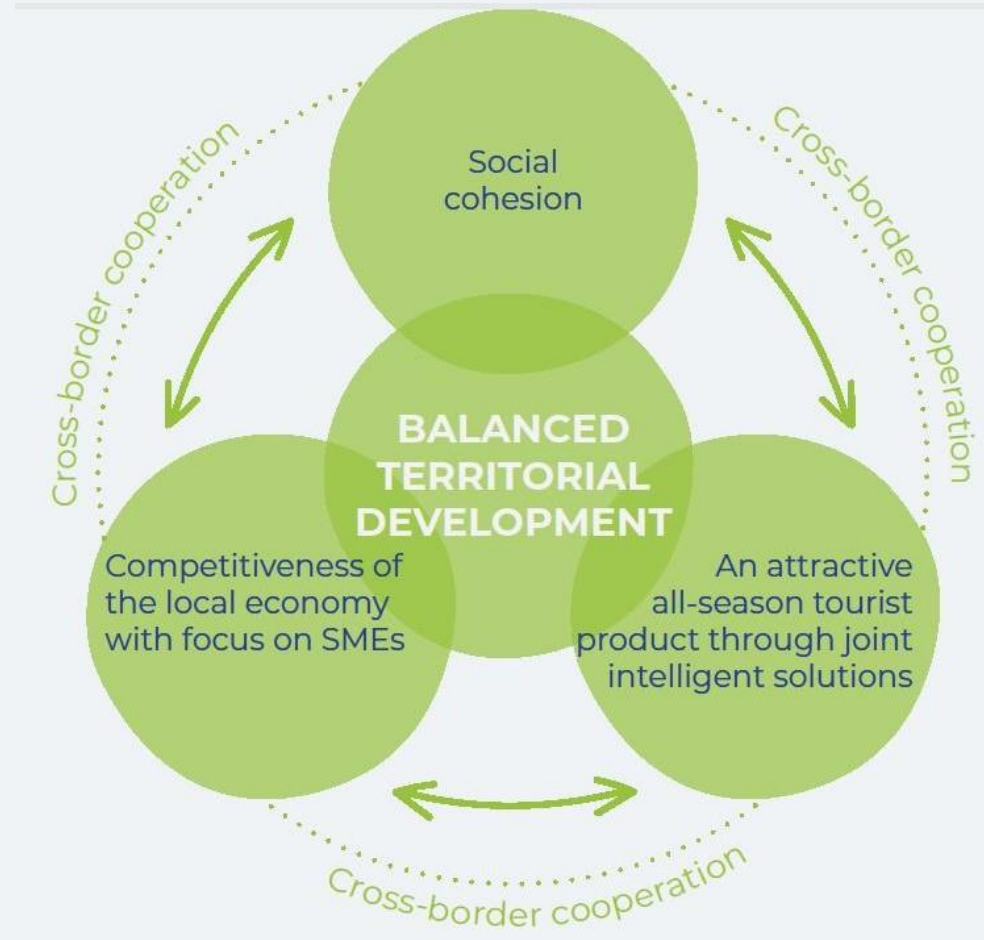 Cross-border cooperation
Cross-border cooperation
Social
cohesion
BALANCED
TERRITORIAL
DEVELOPMENT
Competitiveness of
the local economy
with focus on SMEs
An attractive
all-season tourist
product through joint
intelligent solutions
Cross-border cooperation